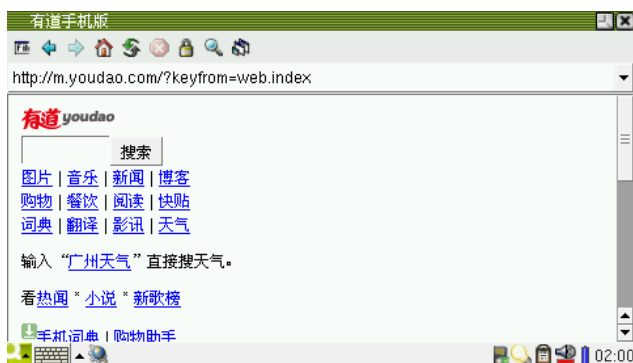 有道手机版
http://m.youdao.com/?keyfrom=web.index
有道 youdao
搜索
图片 | 音乐 | 新闻 | 博客
购物 | 餐饮 | 阅读 | 快贴
词典 | 翻译 | 影讯 | 天气
输入 “广州天气” 直接搜天气。
看热闻 * 小说 * 新歌榜
手机词典 | 购物助手
02:00